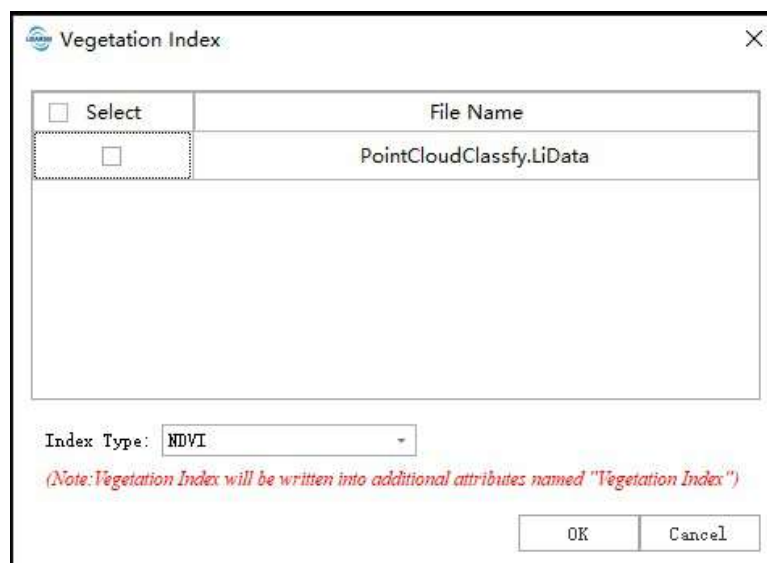 Vegetation Index
Select File Name
PointCloudClassfy.LiData
Index Type: NDVI
(Note:Vegetation Index will be written into additional attributes named "Vegetation Index")
OK Cancel